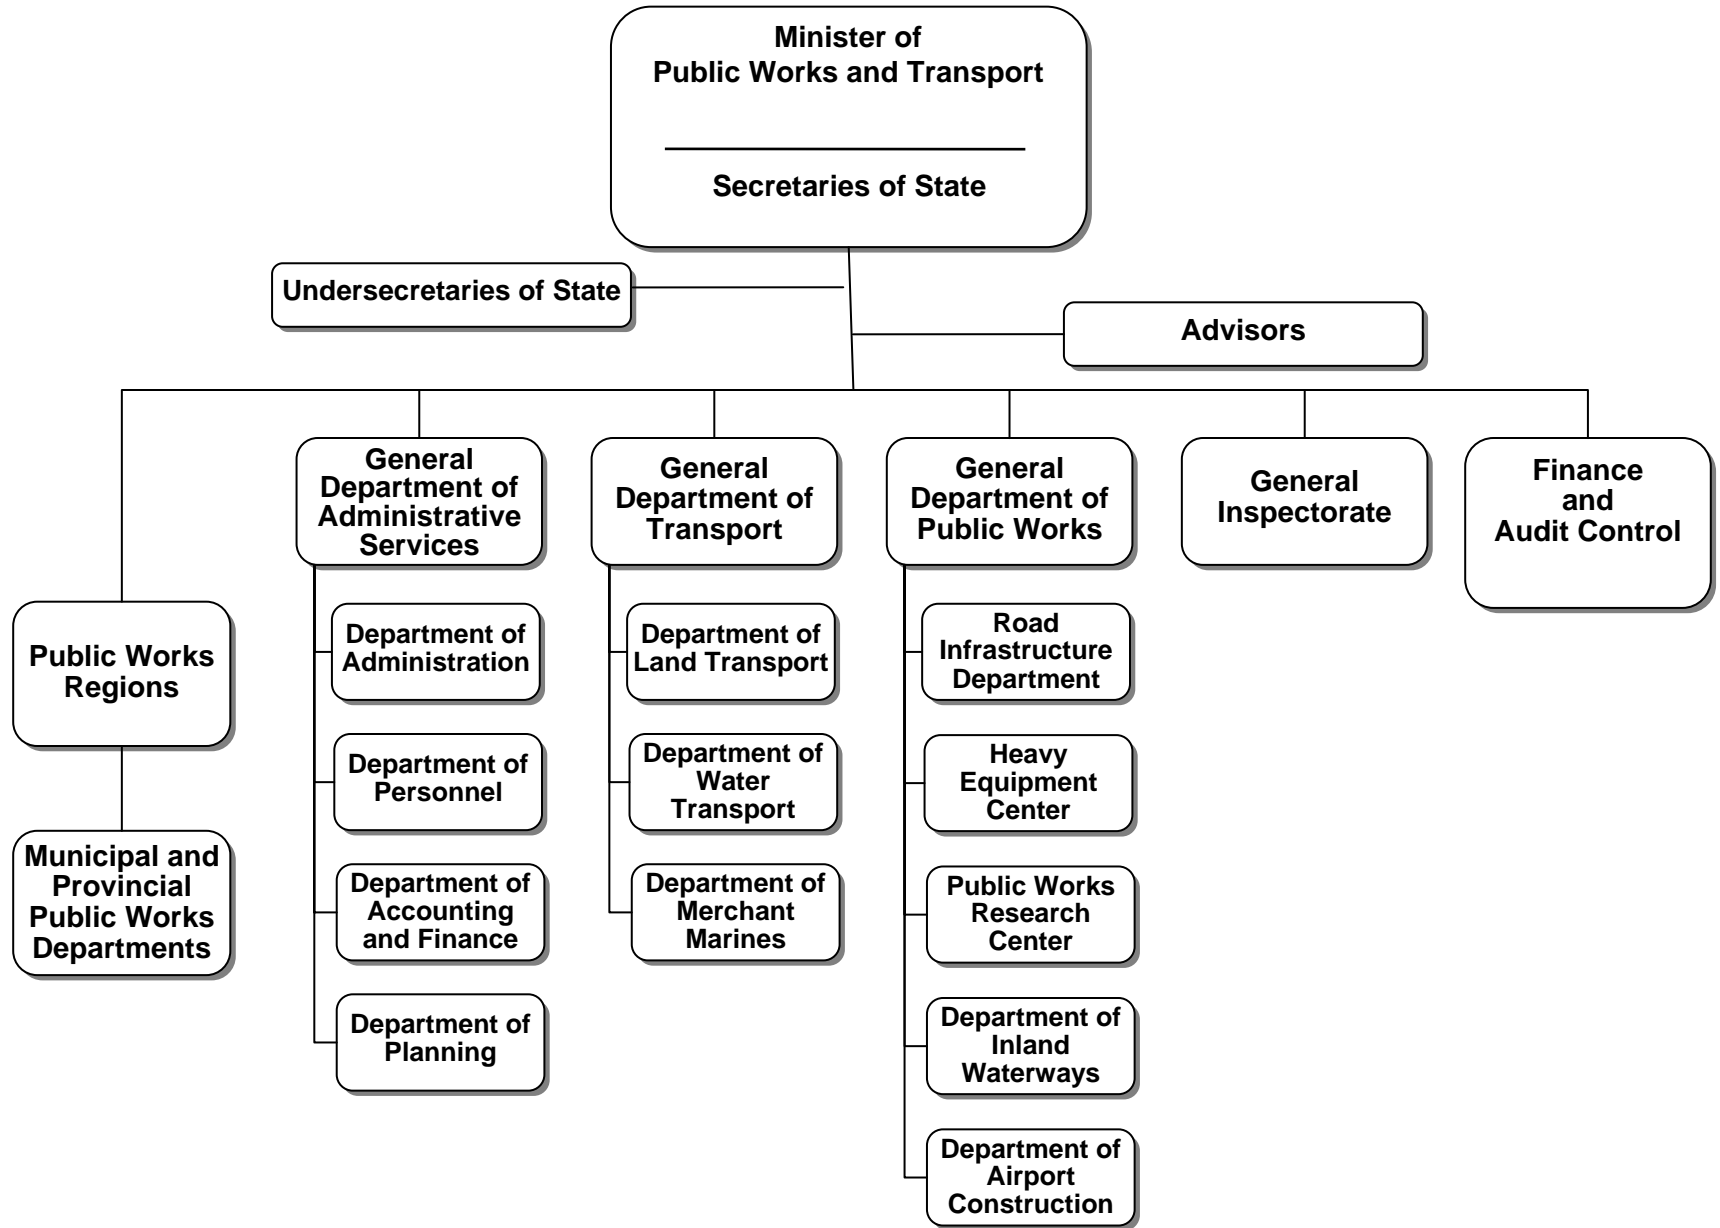 Minister of
Public Works and Transport
Secretaries of State
Undersecretaries of State
Advisors
Public Works
Regions
Municipal and
Provincial
Public Works
Departments
General
Department of
Administrative
Services
Department of
Administration
Department of
Personnel
Department of
Accounting
and Finance
Department of
Planning
General
Department of
Transport
Department of
Land Transport
Department of
Water
Transport
Department of
Merchant
Marines
General
Department of
Public Works
Road
Infrastructure
Department
Heavy
Equipment
Center
Public Works
Research
Center
Department of
Inland
Waterways
Department of
Airport
Construction
General
Inspectorate
Finance
and
Audit Control